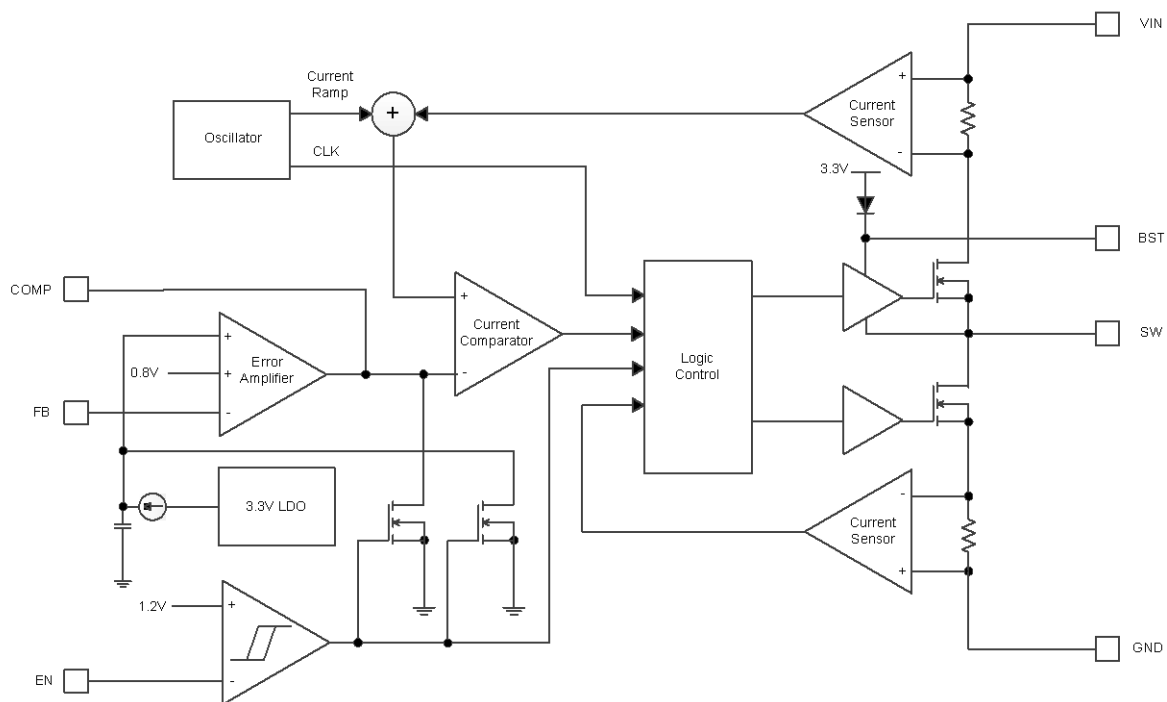 VIN
Current
Ramp
+
+
Current
Sensor
-
Oscillator
CLK
3.3V
BST
COMP
+
Current
Comparator
-
SW
+
0.8V
+
Error
Amplifier
-
FB
Logic
Control
3.3V LDO
-
Current
Sensor
+
1.2V
+
-
EN
GND